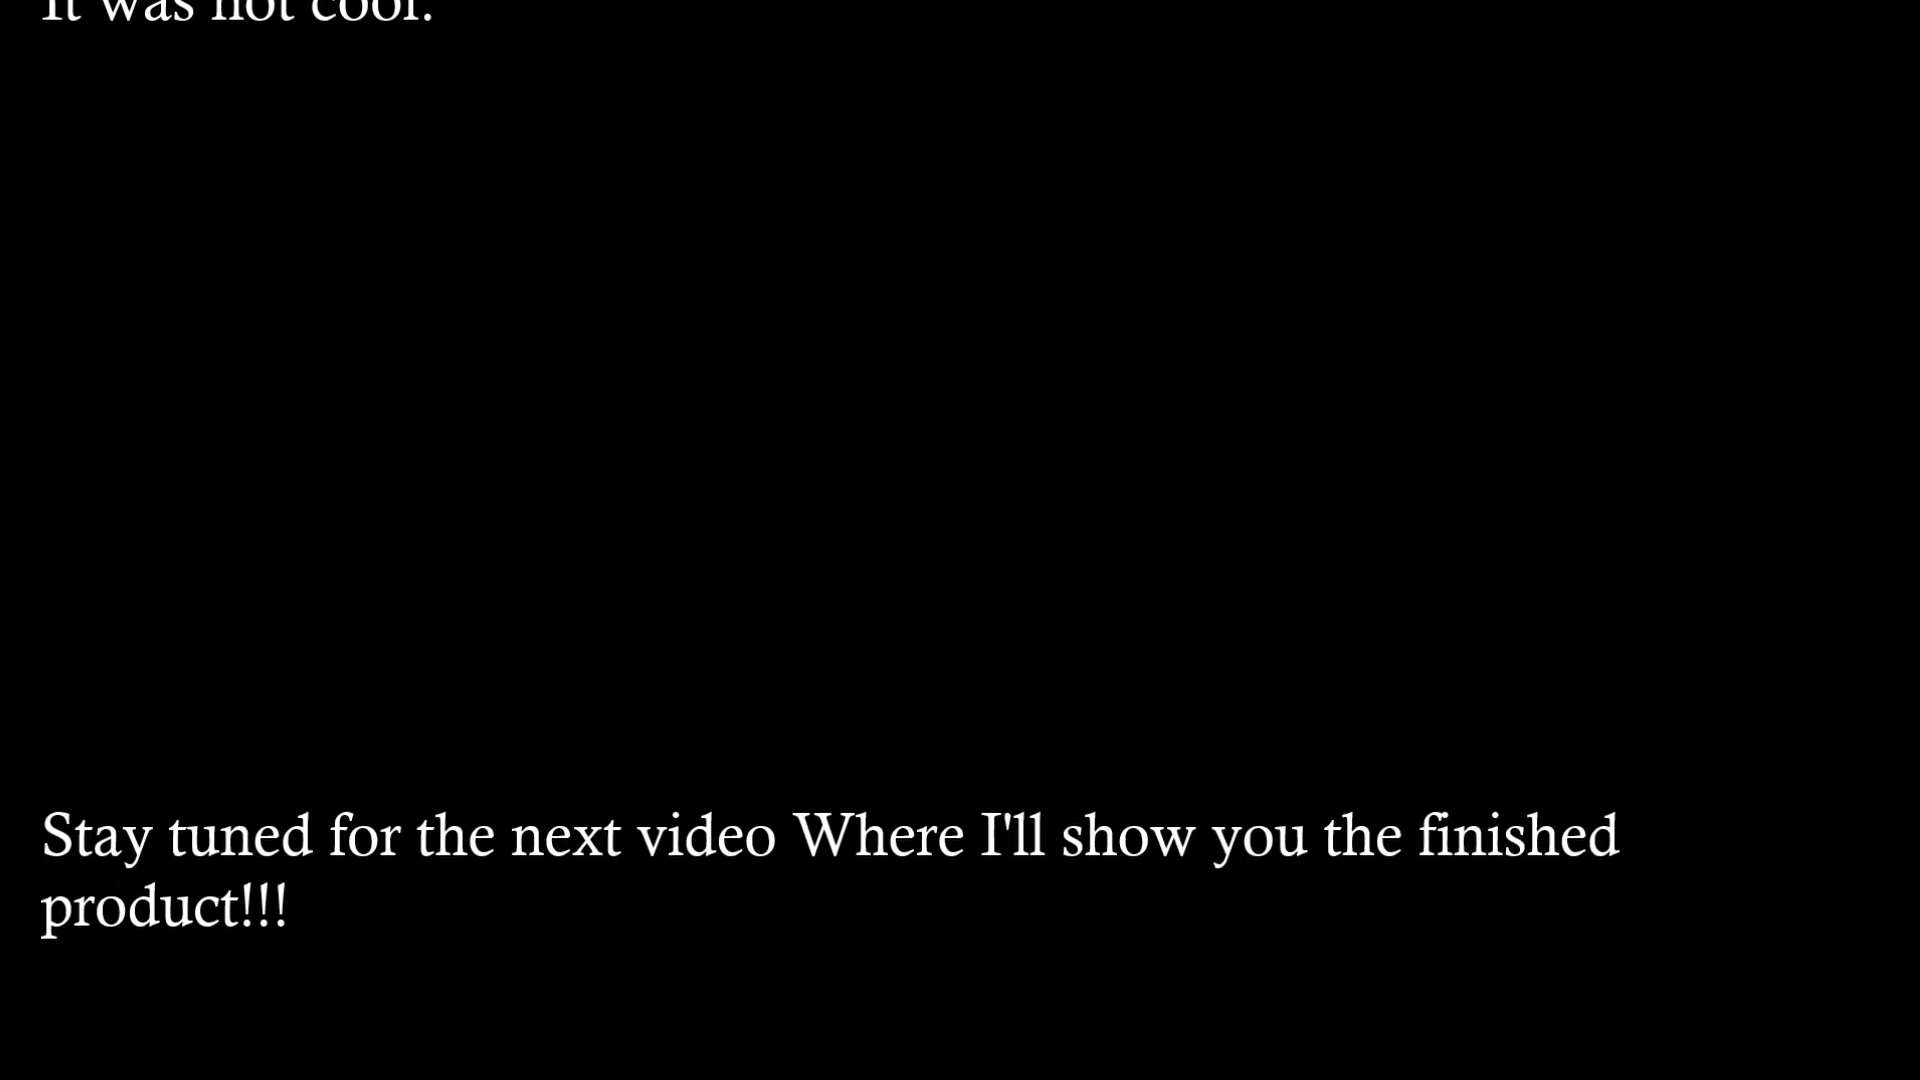 It was not cool.
Stay tuned for the next video Where I'll show you the finished
product!!!